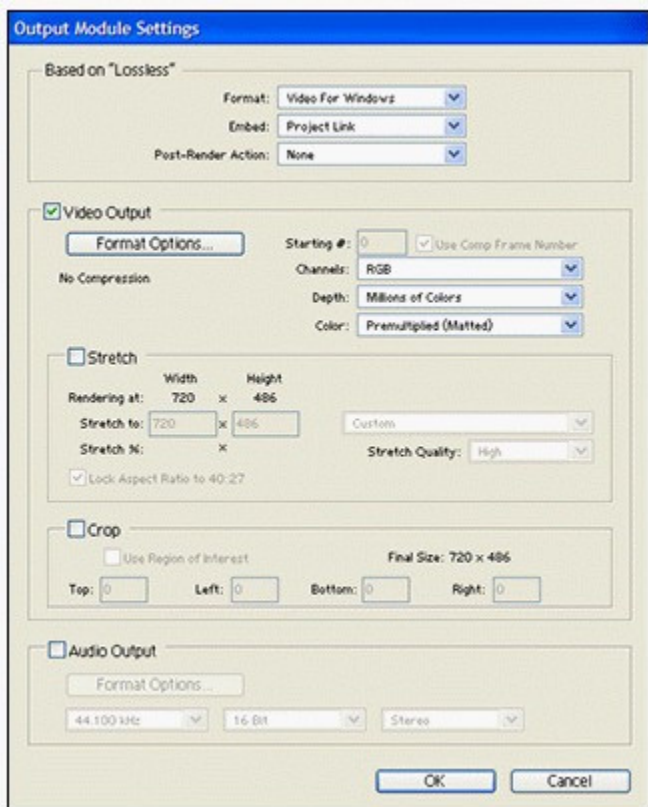 Output Module Settings
Based on "Lossless"
Format: Video For Windows
Embed: Project Link
Post-Render Action: None
Video Output
Format Options... Starting #: 0 Use Comp Frame Number
No Compression Channels: RGB
Depth: Millions of Colors
Color: Premultiplied (Matted)
Stretch
Width Height
Rendering at: 720 x 486
Stretch to: 720 x 486 Custom
Stretch %: x Stretch Quality: High
Lock Aspect Ratio to 40:27
Crop
Use Region of Interest Final Size: 720 x 486
Top: 0 Left: 0 Bottom: 0 Right: 0
Audio Output
Format Options...
44.100 kHz 16 Bit Stereo
OK Cancel